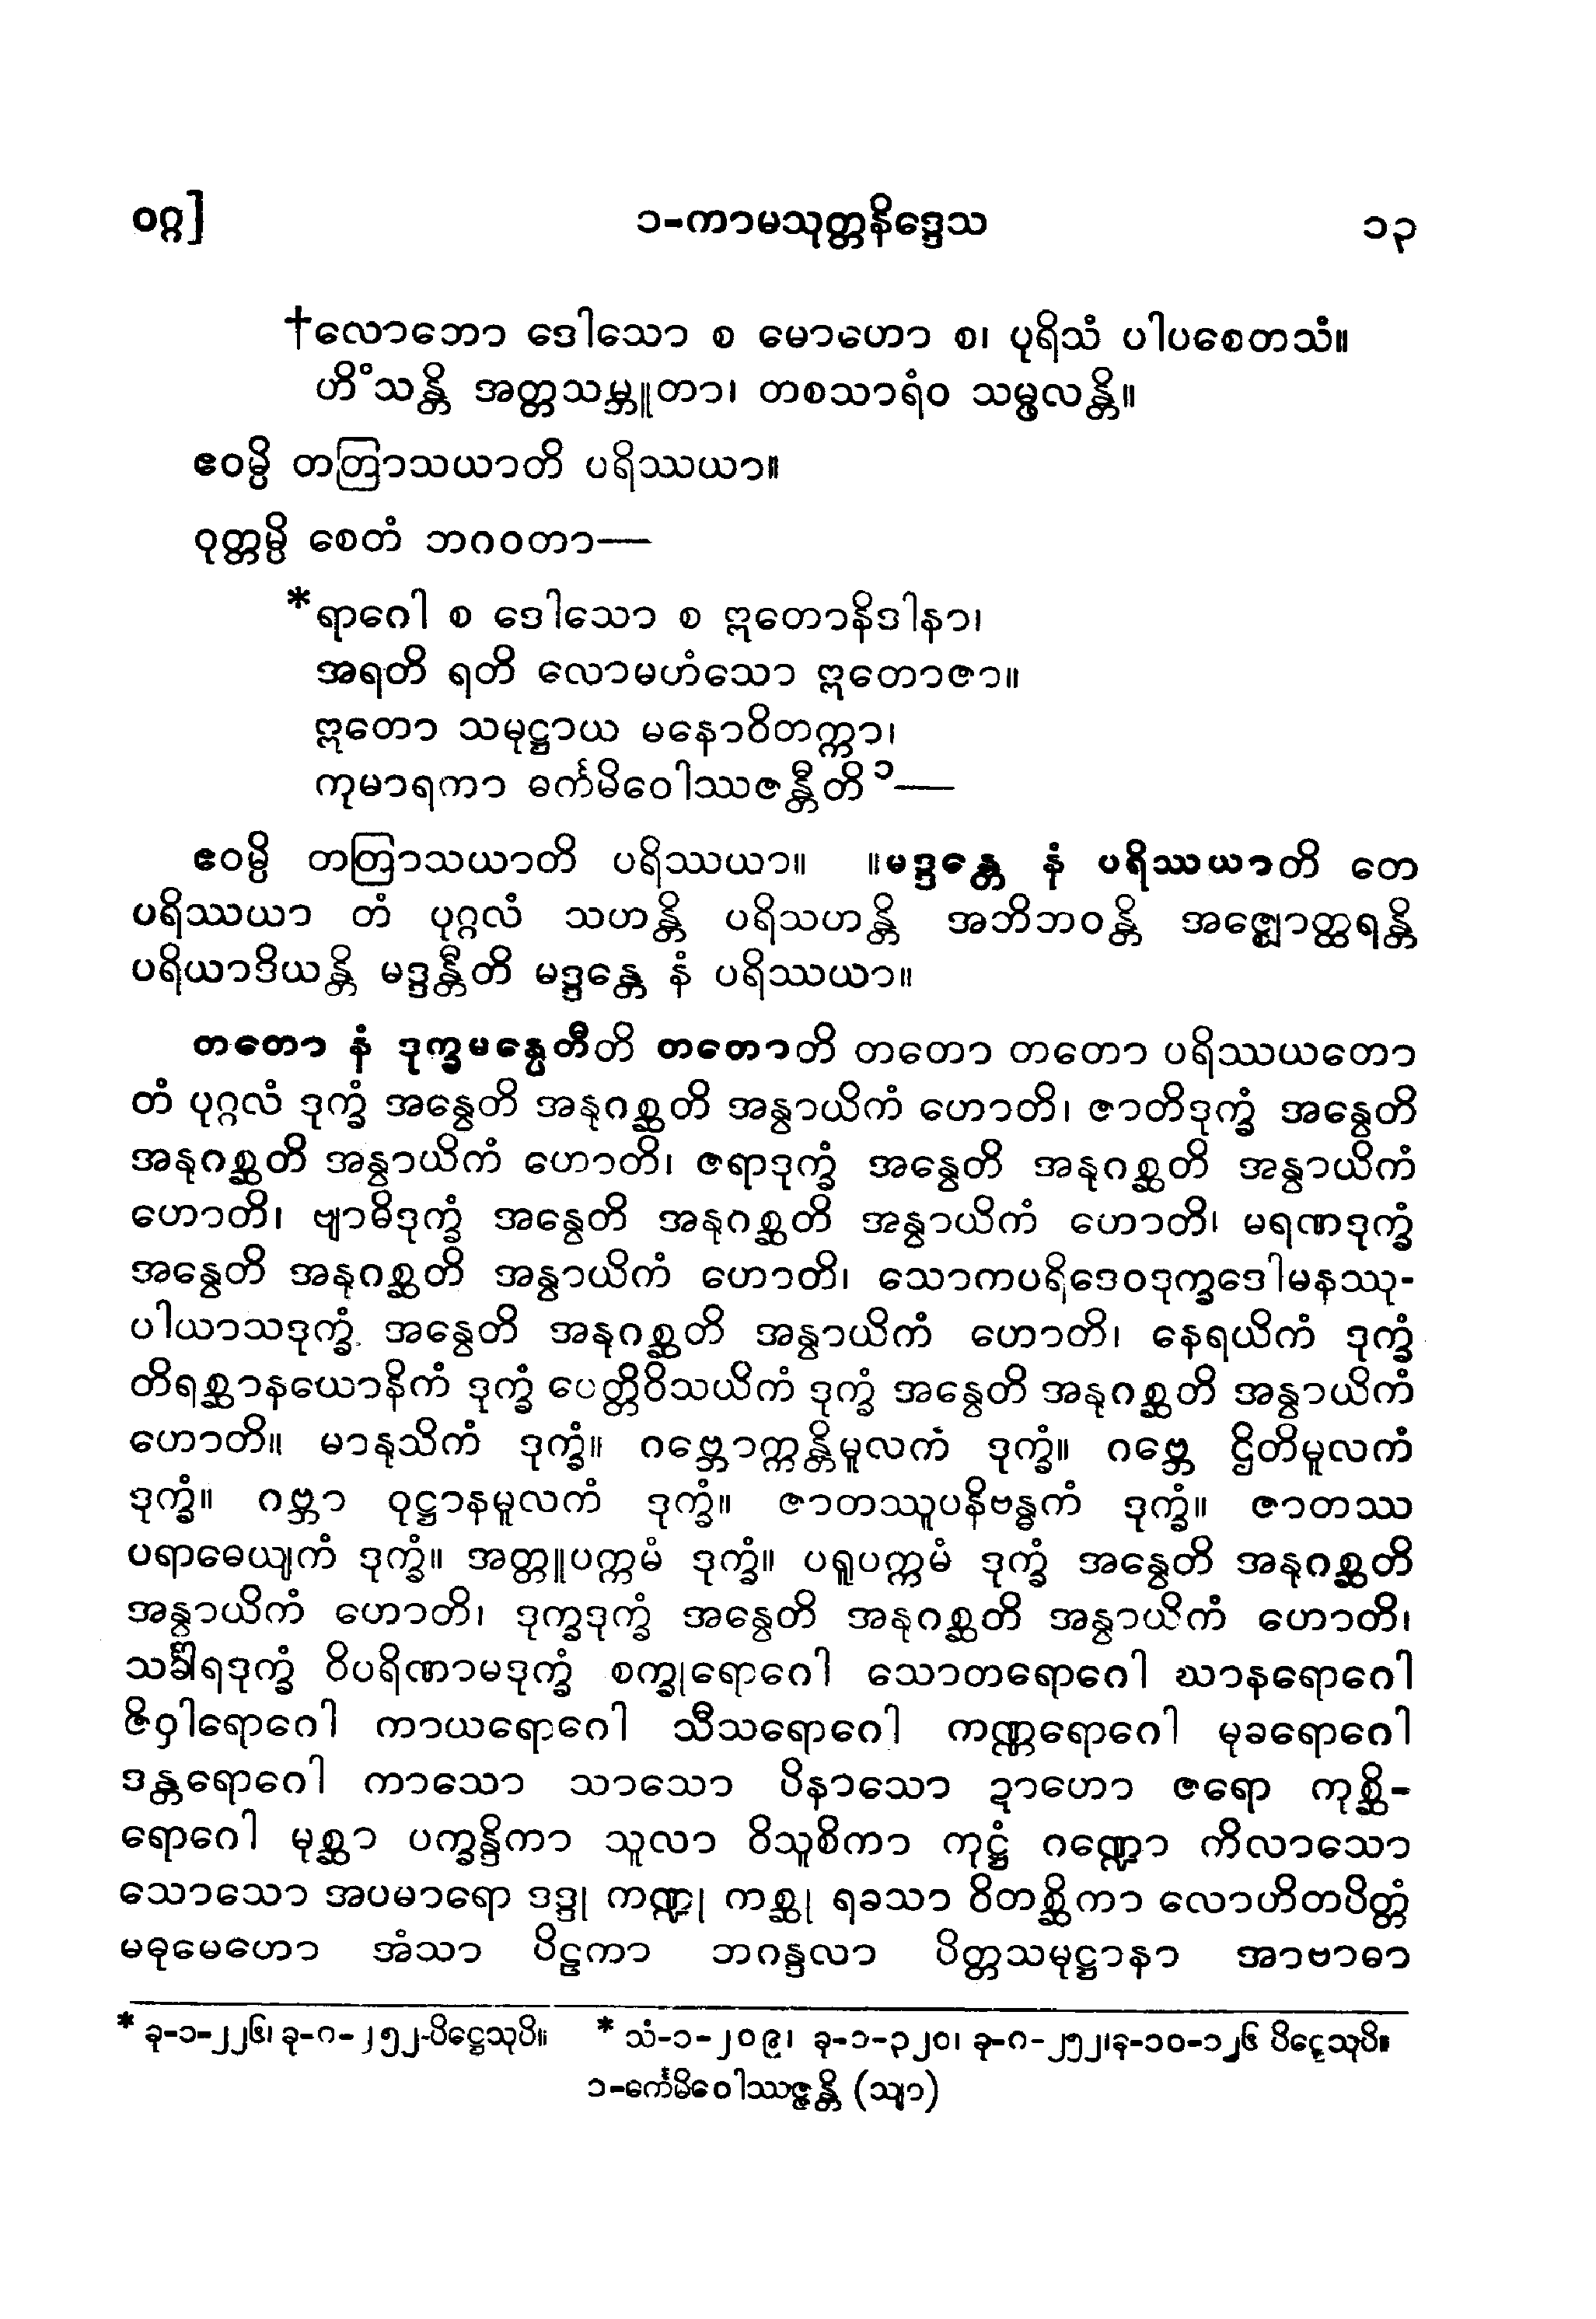 ဝဂ္ဂ]
၁-ကာမသုတ္တနိဒ္ဒေသ
၁၃
†လောဘော ဒေါသော စ မောဟော စ၊ ပုရိသံ ပါပစေတသံ။
ဟိံသန္တိ အတ္တသမ္ဘူတာ၊ တစသာရံဝ သမ္ဖလန္တိ။
ဧဝမ္ပိ တတြာသယာတိ ပရိဿယာ။
ဝုတ္တမ္ပိ စေတံ ဘဂဝတာ—
*ရာဂေါ စ ဒေါသော စ ဣတောနိဒါနာ၊
အရတိ ရတိ လောမဟံသော ဣတောဇာ။
ဣတော သမုဋ္ဌာယ မနောဝိတက္ကာ၊
ကုမာရကာ ဓင်္ကမိဝေါဿဇန္တီတိ ၁—
ဧဝမ္ပိ တတြာသယာတိ ပရိဿယာ။ ။မဒ္ဒန္တေ နံ ပရိဿယာတိ တေ
ပရိဿယာ တံ ပုဂ္ဂလံ သဟန္တိ ပရိသဟန္တိ အဘိဘဝန္တိ အဇ္ဈောတ္ထရန္တိ
ပရိယာဒိယန္တိ မဒ္ဒန္တီတိ မဒ္ဒန္တေ နံ ပရိဿယာ။
တတော နံ ဒုက္ခမန္ဝေတီတိ တတောတိ တတော တတော ပရိဿယတော
တံ ပုဂ္ဂလံ ဒုက္ခံ အန္ဝေတိ အနုဂစ္ဆတိ အန္ဝာယိကံ ဟောတိ၊ ဇာတိဒုက္ခံ အန္ဝေတိ
အနုဂစ္ဆတိ အန္ဝာယိကံ ဟောတိ၊ ဇရာဒုက္ခံ အန္ဝေတိ အနုဂစ္ဆတိ အန္ဝာယိကံ
ဟောတိ၊ ဗျာဓိဒုက္ခံ အန္ဝေတိ အနုဂစ္ဆတိ အန္ဝာယိကံ ဟောတိ၊ မရဏဒုက္ခံ
အန္ဝေတိ အနုဂစ္ဆတိ အန္ဝာယိကံ ဟောတိ၊ သောကပရိဒေဝဒုက္ခဒေါမနဿု-
ပါယာသဒုက္ခံ အန္ဝေတိ အနုဂစ္ဆတိ အန္ဝာယိကံ ဟောတိ၊ နေရယိကံ ဒုက္ခံ
တိရစ္ဆာနယောနိကံ ဒုက္ခံ ပေတ္တိဝိသယိကံ ဒုက္ခံ အန္ဝေတိ အနုဂစ္ဆတိ အန္ဝာယိကံ
ဟောတိ။ မာနုသိကံ ဒုက္ခံ။ ဂဗ္ဘောက္ကန္တိမူလကံ ဒုက္ခံ။ ဂဗ္ဘေ ဌိတိမူလကံ
ဒုက္ခံ။ ဂဗ္ဘာ ဝုဋ္ဌာနမူလကံ ဒုက္ခံ။ ဇာတဿူပနိဗန္ဓကံ ဒုက္ခံ။ ဇာတဿ
ပရာဓေယျကံ ဒုက္ခံ။ အတ္တူပက္ကမံ ဒုက္ခံ။ ပရူပက္ကမံ ဒုက္ခံ အန္ဝေတိ အနုဂစ္ဆတိ
အန္ဝာယိကံ ဟောတိ၊ ဒုက္ခဒုက္ခံ အန္ဝေတိ အနုဂစ္ဆတိ အန္ဝာယိကံ ဟောတိ၊
သင်္ခါရဒုက္ခံ ဝိပရိဏာမဒုက္ခံ စက္ခုရောဂေါ သောတရောဂေါ ဃာနရောဂေါ
ဇိဝှါရောဂေါ ကာယရောဂေါ သီသရောဂေါ ကဏ္ဏရောဂေါ မုခရောဂေါ
ဒန္တရောဂေါ ကာသော သာသော ပိနာသော ဍာဟော ဇရော ကုစ္ဆိ-
ရောဂေါ မုစ္ဆာ ပက္ခန္ဒိကာ သူလာ ဝိသူစိကာ ကုဋ္ဌံ ဂဏ္ဍော ကိလာသော
သောသော အပမာရော ဒဒ္ဒု ကဏ္ဍု ကစ္ဆု ရခသာ ဝိတစ္ဆိကာ လောဟိတပိတ္တံ
မဓုမေဟော အံသာ ပိဠကာ ဘဂန္ဒလာ ပိတ္တသမုဋ္ဌာနာ အာဗာဓာ
* ခု-၁-၂၂၆၊ ခု-ဂ-၂၅၂-ပိဋ္ဌေသုပိ။ * သံ-၁-၂၀၉၊ ခု-၁-၃၂၀၊ ခု-ဂ-၂၅၂၊ န-၁၀-၁၂၆ ပိဋ္ဌေသုပိ။
၁-ဓင်္ကေမိဝေါဿဇ္ဇန္တိ (သျာ)